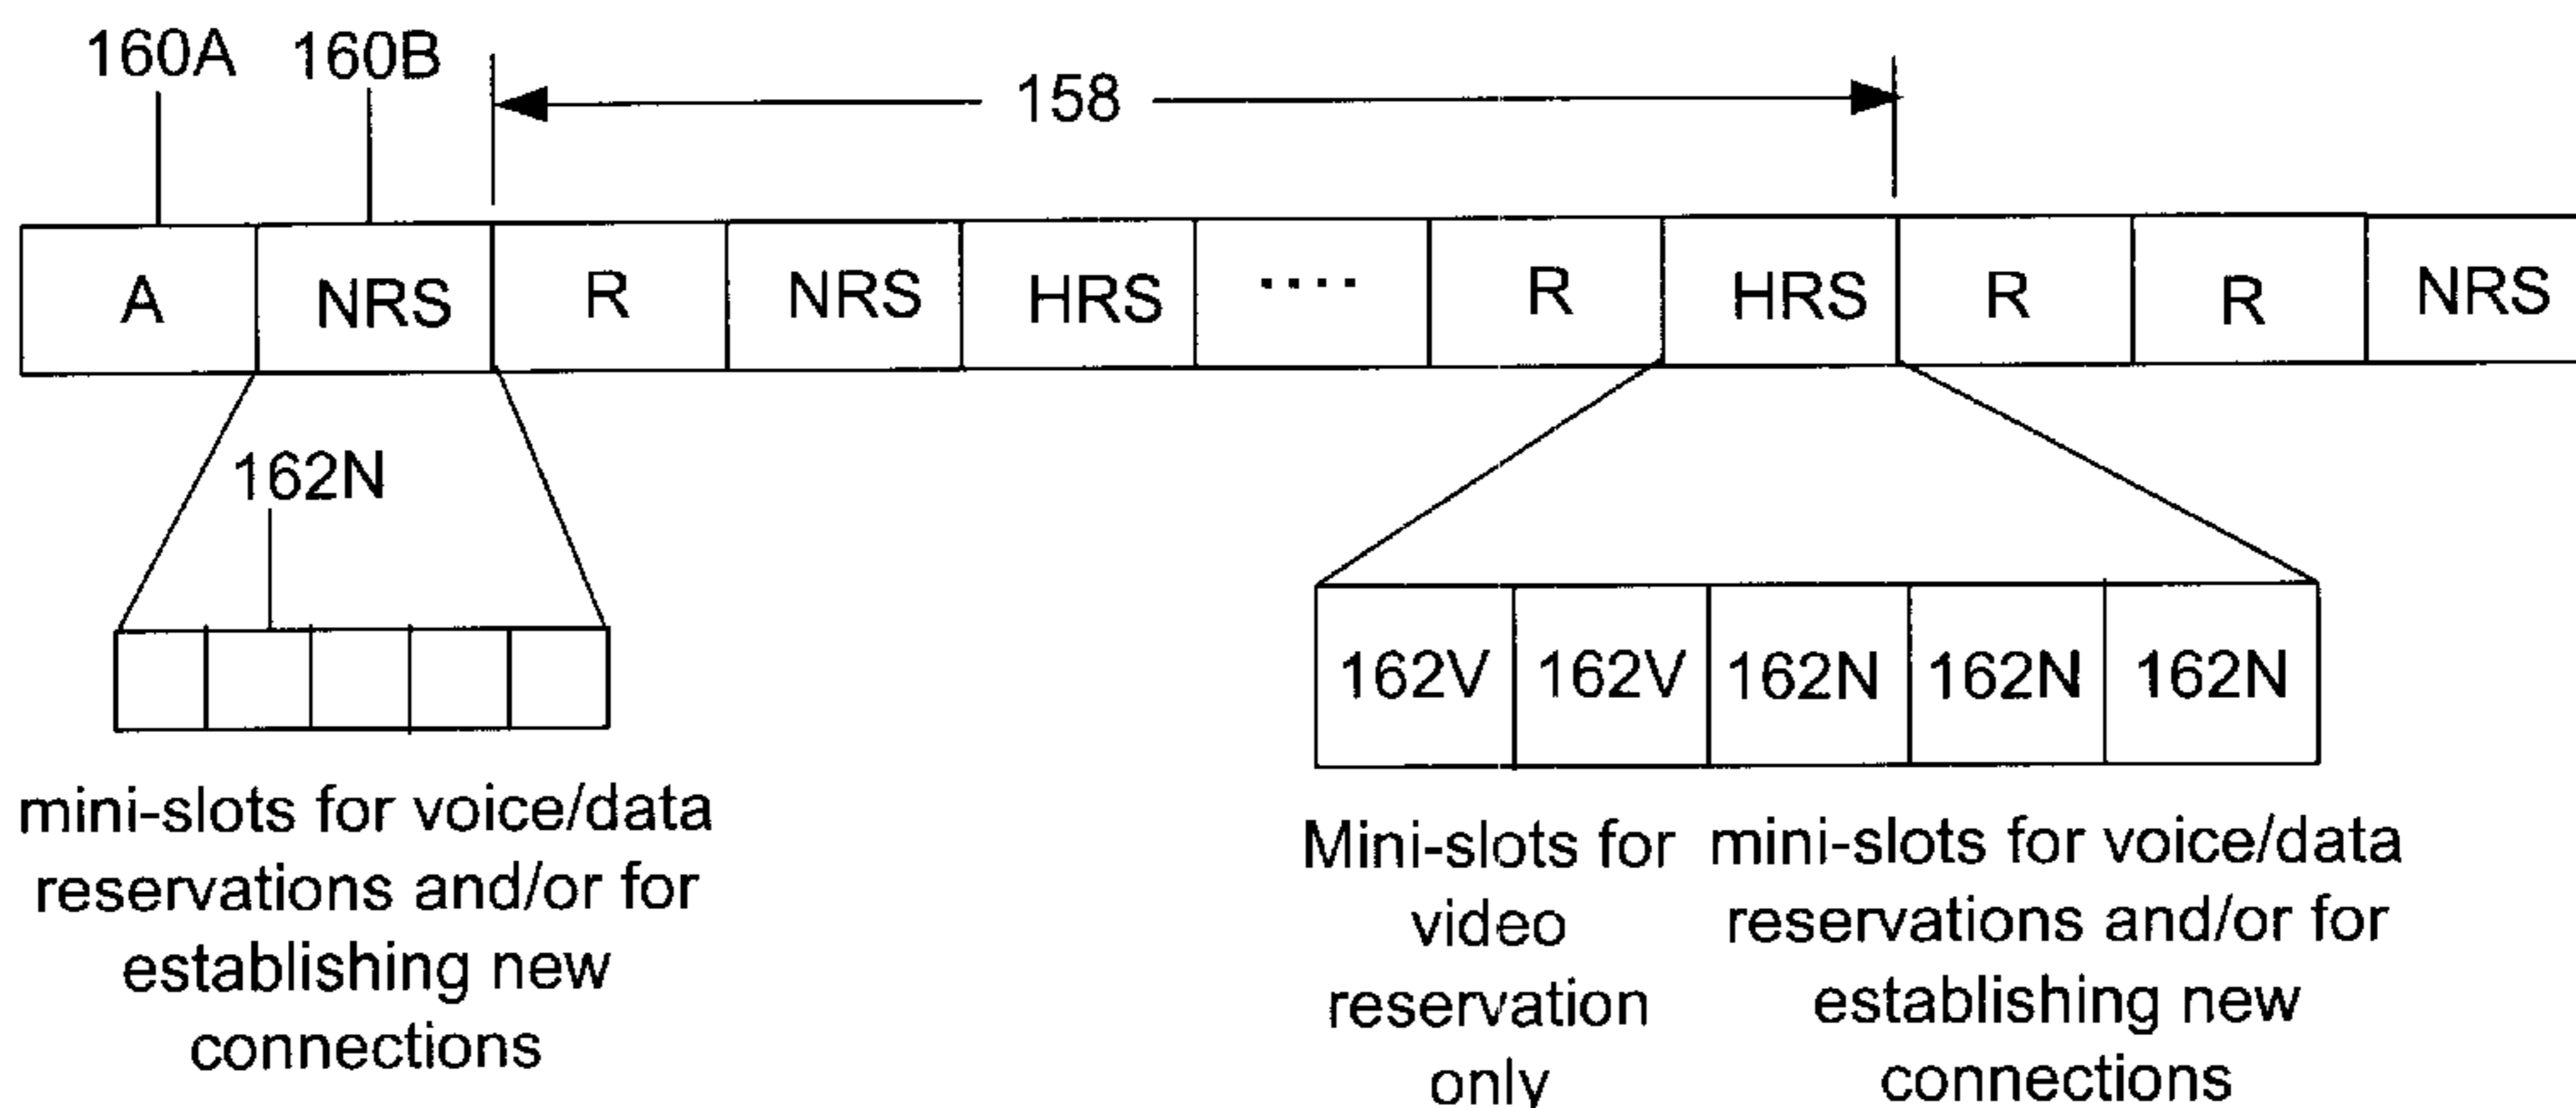 160A 160B
158
A NRS R NRS HRS .... R HRS R R NRS
162N
162V 162V 162N 162N 162N
mini-slots for voice/data
reservations and/or for
establishing new
connections
Mini-slots for
video
reservation
only
mini-slots for voice/data
reservations and/or for
establishing new
connections